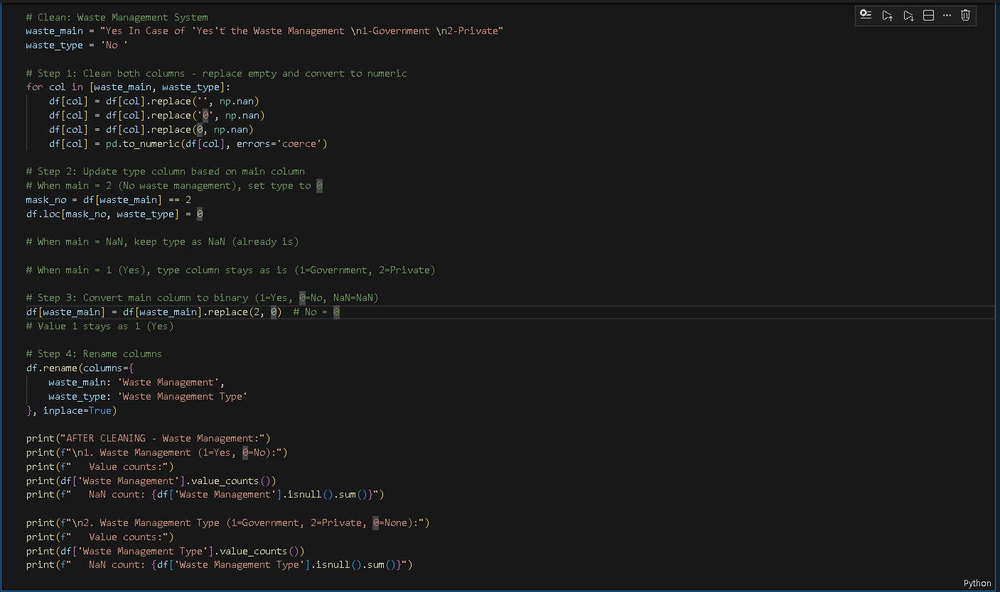 # Clean: Waste Management System
waste_main = "Yes In Case of 'Yes't́ the Waste Management \n1-Government \n2-Private"
waste_type = 'No '
# Step 1: Clean both columns - replace empty and convert to numeric
for col in [waste_main, waste_type]:
    df[col] = df[col].replace('', np.nan)
    df[col] = df[col].replace('0', np.nan)
    df[col] = df[col].replace(0, np.nan)
    df[col] = pd.to_numeric(df[col], errors='coerce')
# Step 2: Update type column based on main column
# When main = 2 (No waste management), set type to 0
mask_no = df[waste_main] == 2
df.loc[mask_no, waste_type] = 0
# When main = NaN, keep type as NaN (already is)
# When main = 1 (Yes), type column stays as is (1=Government, 2=Private)
# Step 3: Convert main column to binary (1=Yes, 0=No, NaN=NaN)
df[waste_main] = df[waste_main].replace(2, 0)  # No = 0
# Value 1 stays as 1 (Yes)
# Step 4: Rename columns
df.rename(columns={
    waste_main: 'Waste Management',
    waste_type: 'Waste Management Type'
}, inplace=True)
print("AFTER CLEANING - Waste Management:")
print(f"\n1. Waste Management (1=Yes, 0=No):")
print(f"   Value counts:")
print(df['Waste Management'].value_counts())
print(f"   NaN count: {df['Waste Management'].isnull().sum()}")
print(f"\n2. Waste Management Type (1=Government, 2=Private, 0=None):")
print(f"   Value counts:")
print(df['Waste Management Type'].value_counts())
print(f"   NaN count: {df['Waste Management Type'].isnull().sum()}")
Python